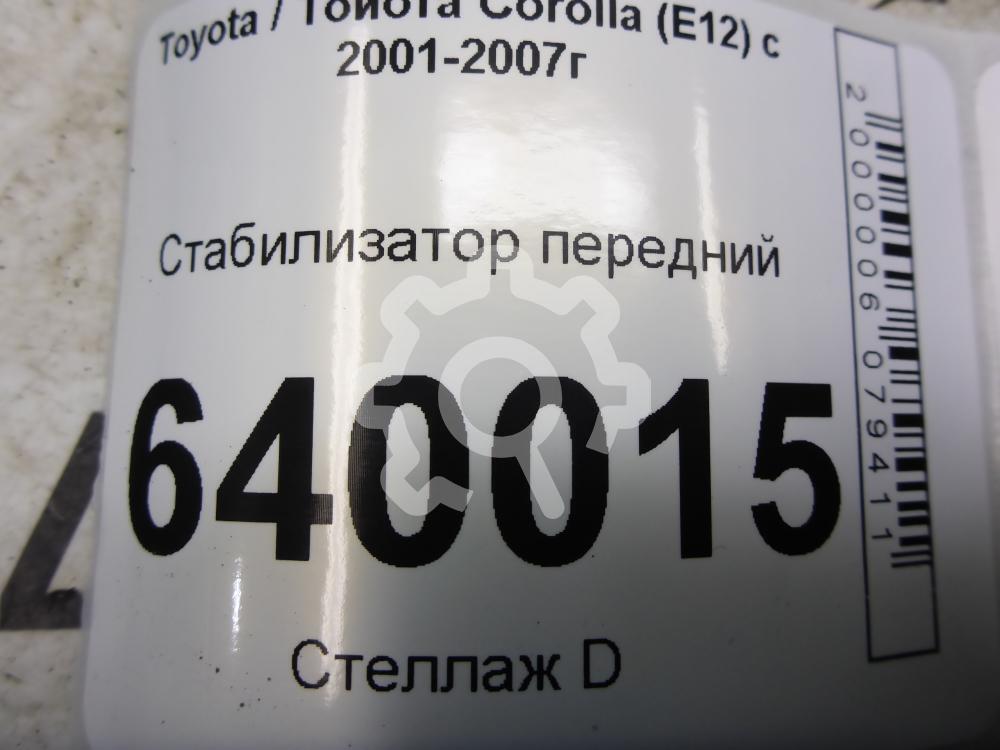 Toyota / Тойота Corolla (E12) с
2001-2007г
Стабилизатор передний
640015
Стеллаж D
2000006079411